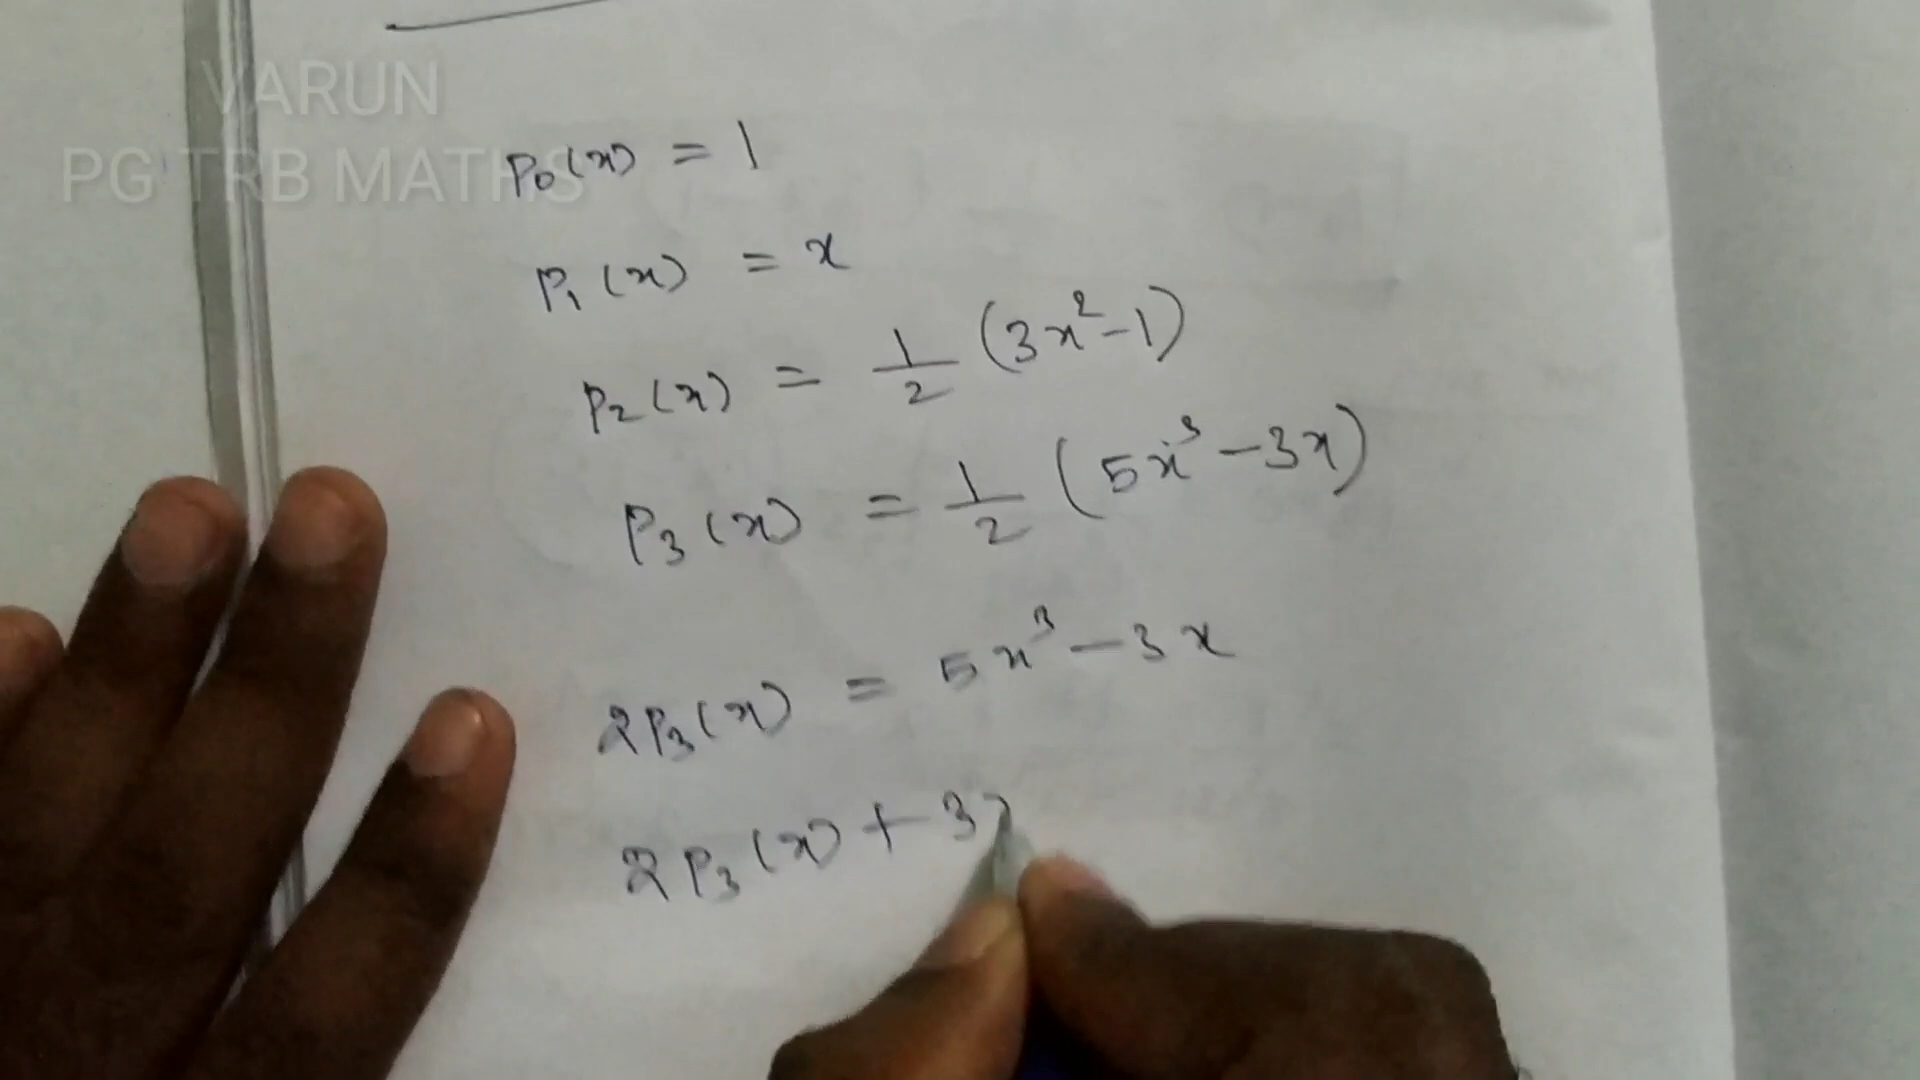 VARUN
PG TRB MATHS
P₀(x) = 1
P₁(x) = x
P₂(x) = 1/2 (3x² - 1)
P₃(x) = 1/2 (5x³ - 3x)
2P₃(x) = 5x³ - 3x
2P₃(x) + 3